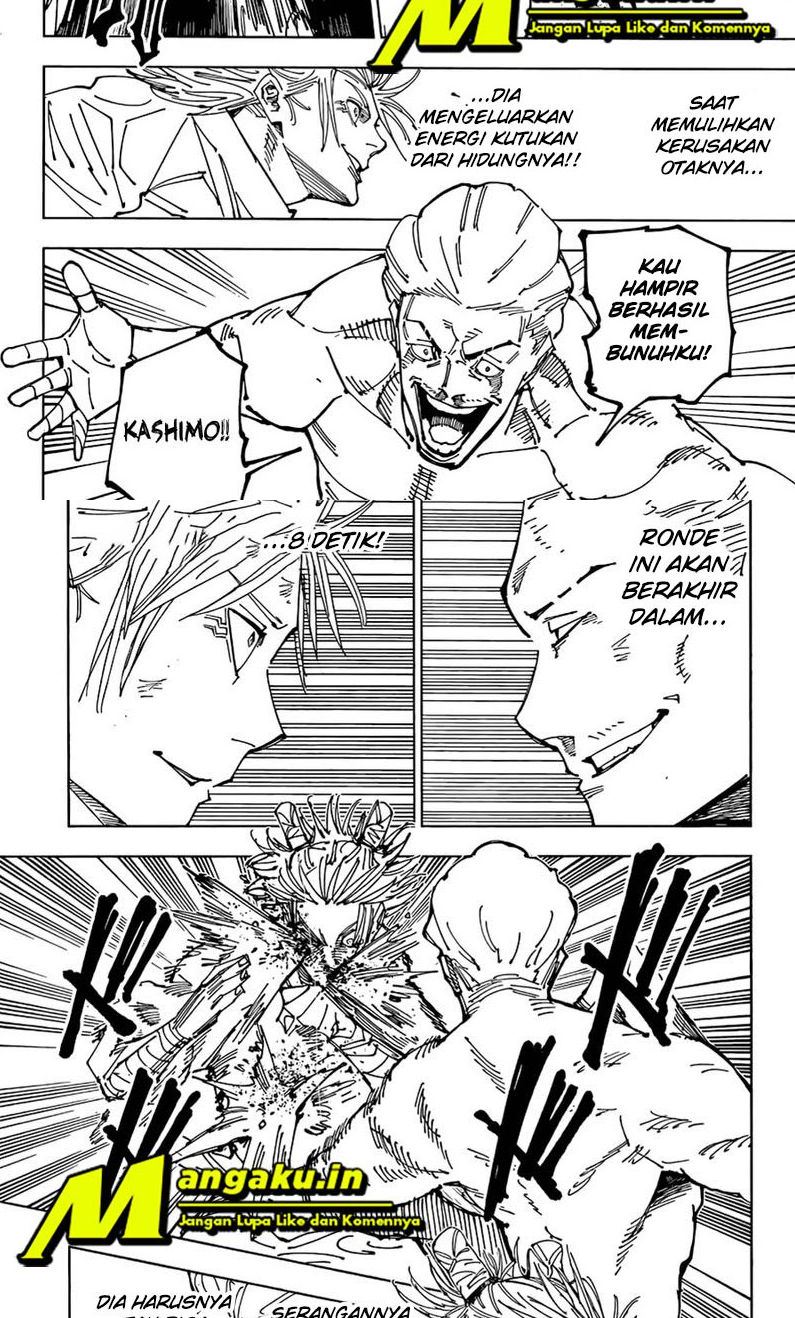 Jangan Lupa Like dan Komennya
SAAT
MEMULIHKAN
KERUSAKAN
OTAKNYA...
...DIA
MENGELUARKAN
ENERGI KUTUKAN
DARI HIDUNGNYA!!
KAU
HAMPIR
BERHASIL
MEM-
BUNUHKU!
KASHIMO!!
RONDE
INI AKAN
BERAKHIR
DALAM...
...8 DETIK!
Mangaku.in
Jangan Lupa Like dan Komennya
SERANGANNYA
DIA HARUSNYA